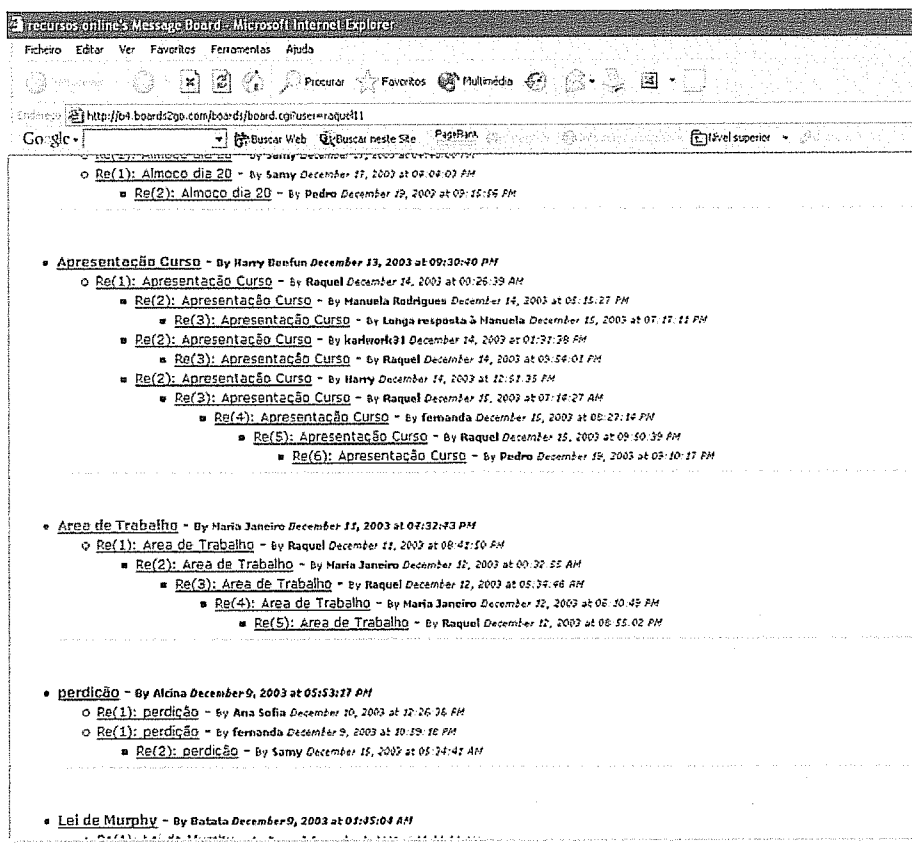 recursos online's Message Board - Microsoft Internet Explorer
Ficheiro Editar Ver Favoritos Ferramentas Ajuda
Procurar Favoritos Multimédia
http://b4.boards2go.com/boards/board.cgi?user=raquel11
Google Buscar Web Buscar neste Site PageRank Nível superior
Re(1): Almoco dia 20 - By Samy December
Re(1): Almoco dia 20 - By Samy December 17, 2003 at 04:04:03 PM
Re(2): Almoco dia 20 - By Pedro December 19, 2003 at 03:15:56 PM
Apresentação Curso - By Harry Bonfun December 13, 2003 at 09:30:40 PM
Re(1): Apresentação Curso - By Raquel December 14, 2003 at 00:26:39 AM
Re(2): Apresentação Curso - By Manuela Rodrigues December 14, 2003 at 05:15:27 PM
Re(3): Apresentação Curso - By Longa resposta à Manuela December 15, 2003 at 07:17:11 PM
Re(2): Apresentação Curso - By karlwork31 December 14, 2003 at 01:31:38 PM
Re(3): Apresentação Curso - By Raquel December 14, 2003 at 03:54:01 PM
Re(2): Apresentação Curso - By Harry December 14, 2003 at 12:51:35 PM
Re(3): Apresentação Curso - By Raquel December 15, 2003 at 07:14:27 AM
Re(4): Apresentação Curso - By fernanda December 15, 2003 at 08:27:14 PM
Re(5): Apresentação Curso - By Raquel December 15, 2003 at 09:50:39 PM
Re(6): Apresentação Curso - By Pedro December 19, 2003 at 03:10:17 PM
Area de Trabalho - By Maria Janeiro December 11, 2003 at 07:32:43 PM
Re(1): Area de Trabalho - By Raquel December 11, 2003 at 08:41:50 PM
Re(2): Area de Trabalho - By Maria Janeiro December 12, 2003 at 00:32:55 AM
Re(3): Area de Trabalho - By Raquel December 12, 2003 at 05:34:46 AM
Re(4): Area de Trabalho - By Maria Janeiro December 12, 2003 at 06:10:49 PM
Re(5): Area de Trabalho - By Raquel December 12, 2003 at 08:55:02 PM
perdição - By Alcina December 9, 2003 at 05:53:17 PM
Re(1): perdição - By Ana Sofia December 10, 2003 at 12:26:36 PM
Re(1): perdição - By fernanda December 9, 2003 at 10:59:18 PM
Re(2): perdição - By Samy December 15, 2003 at 05:34:41 AM
Lei de Murphy - By Batata December 9, 2003 at 01:45:04 AM